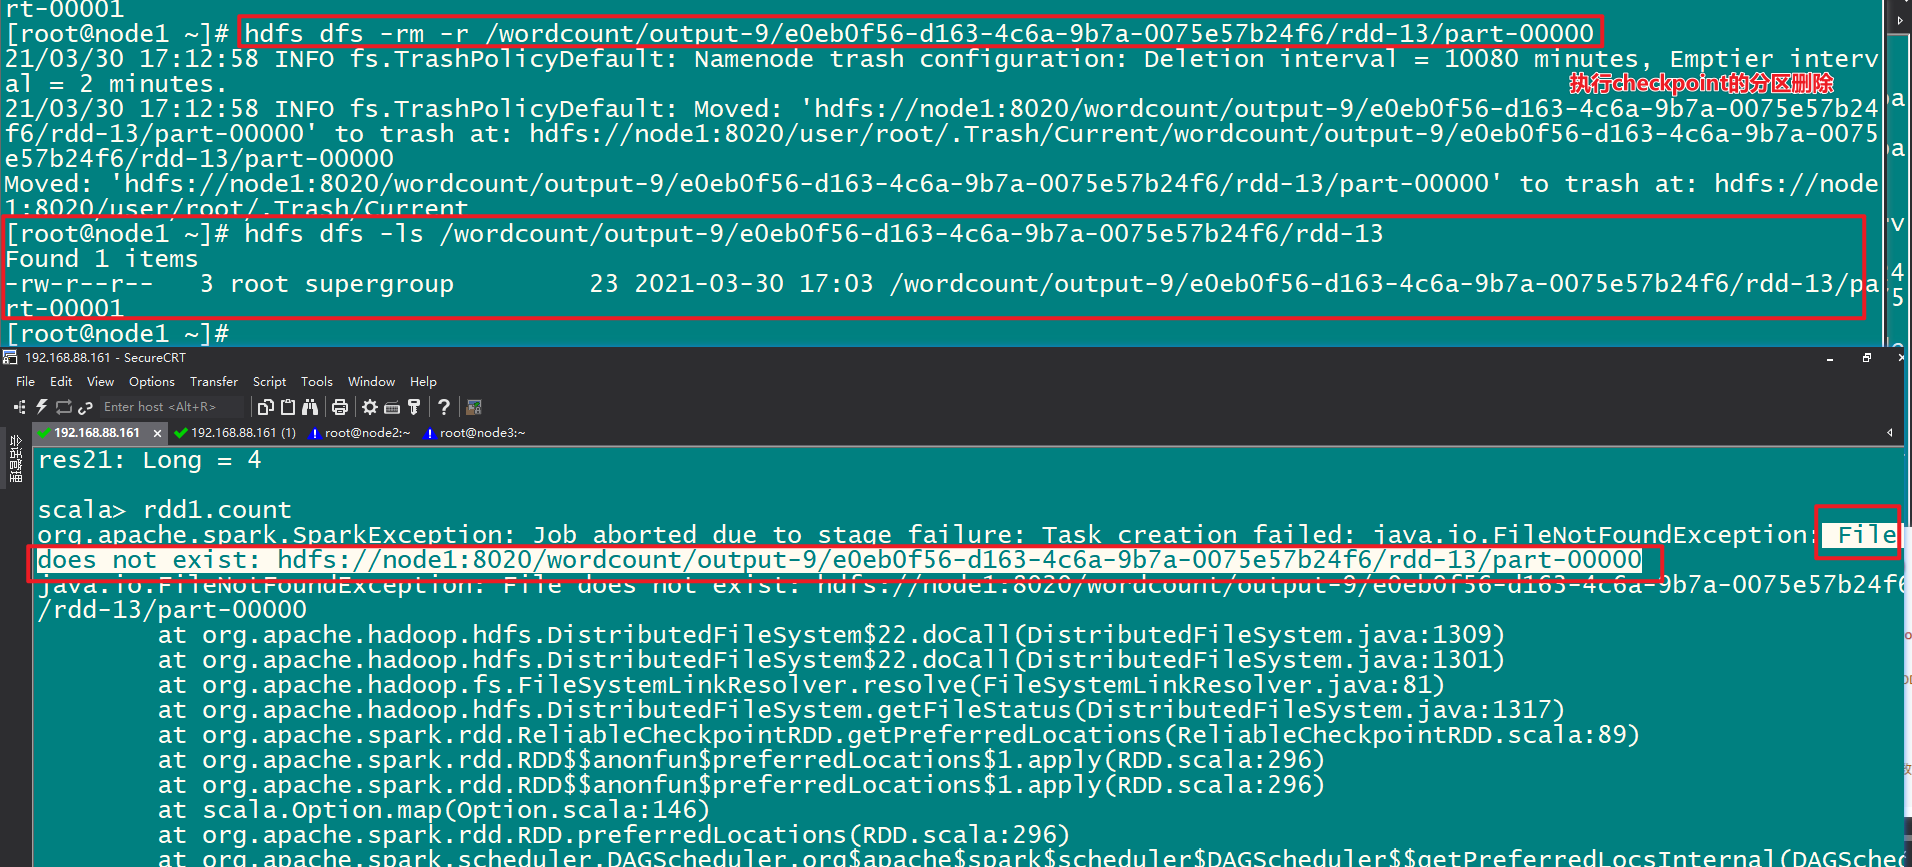 rt-00001
[root@node1 ~]# hdfs dfs -rm -r /wordcount/output-9/e0eb0f56-d163-4c6a-9b7a-0075e57b24f6/rdd-13/part-00000
21/03/30 17:12:58 INFO fs.TrashPolicyDefault: Namenode trash configuration: Deletion interval = 10080 minutes, Emptier interv
al = 2 minutes.
执行checkpoint的分区删除
21/03/30 17:12:58 INFO fs.TrashPolicyDefault: Moved: 'hdfs://node1:8020/wordcount/output-9/e0eb0f56-d163-4c6a-9b7a-0075e57b24
f6/rdd-13/part-00000' to trash at: hdfs://node1:8020/user/root/.Trash/Current/wordcount/output-9/e0eb0f56-d163-4c6a-9b7a-0075
e57b24f6/rdd-13/part-00000
Moved: 'hdfs://node1:8020/wordcount/output-9/e0eb0f56-d163-4c6a-9b7a-0075e57b24f6/rdd-13/part-00000' to trash at: hdfs://node
1:8020/user/root/.Trash/Current
[root@node1 ~]# hdfs dfs -ls /wordcount/output-9/e0eb0f56-d163-4c6a-9b7a-0075e57b24f6/rdd-13
Found 1 items
-rw-r--r--   3 root supergroup         23 2021-03-30 17:03 /wordcount/output-9/e0eb0f56-d163-4c6a-9b7a-0075e57b24f6/rdd-13/pa
rt-00001
[root@node1 ~]#
192.168.88.161 - SecureCRT
File Edit View Options Transfer Script Tools Window Help
Enter host <Alt+R>
192.168.88.161 192.168.88.161 (1) root@node2:~ root@node3:~
会话管理
res21: Long = 4
scala> rdd1.count
org.apache.spark.SparkException: Job aborted due to stage failure: Task creation failed: java.io.FileNotFoundException: File
does not exist: hdfs://node1:8020/wordcount/output-9/e0eb0f56-d163-4c6a-9b7a-0075e57b24f6/rdd-13/part-00000
java.io.FileNotFoundException: File does not exist: hdfs://node1:8020/wordcount/output-9/e0eb0f56-d163-4c6a-9b7a-0075e57b24f6
/rdd-13/part-00000
at org.apache.hadoop.hdfs.DistributedFileSystem$22.doCall(DistributedFileSystem.java:1309)
at org.apache.hadoop.hdfs.DistributedFileSystem$22.doCall(DistributedFileSystem.java:1301)
at org.apache.hadoop.fs.FileSystemLinkResolver.resolve(FileSystemLinkResolver.java:81)
at org.apache.hadoop.hdfs.DistributedFileSystem.getFileStatus(DistributedFileSystem.java:1317)
at org.apache.spark.rdd.ReliableCheckpointRDD.getPreferredLocations(ReliableCheckpointRDD.scala:89)
at org.apache.spark.rdd.RDD$$anonfun$preferredLocations$1.apply(RDD.scala:296)
at org.apache.spark.rdd.RDD$$anonfun$preferredLocations$1.apply(RDD.scala:296)
at scala.Option.map(Option.scala:146)
at org.apache.spark.rdd.RDD.preferredLocations(RDD.scala:296)
at org.apache.spark.scheduler.DAGScheduler.org$apache$spark$scheduler$DAGScheduler$$getPreferredLocsInternal(DAGSched